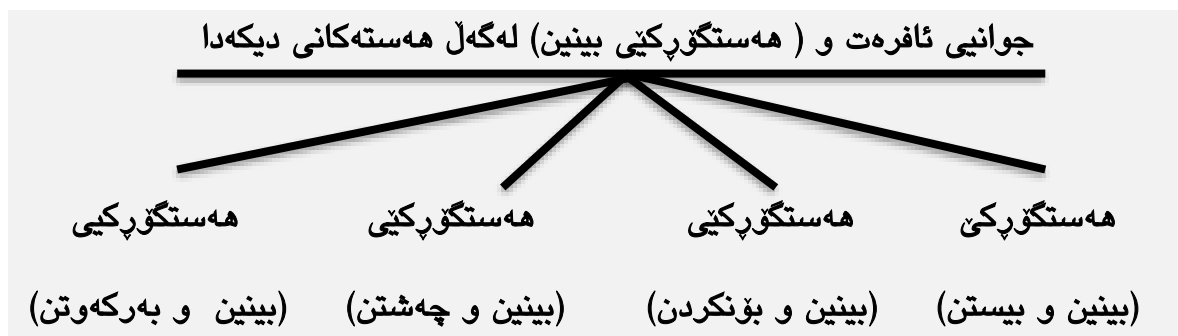 جوانیی ئافرەت و ( هەستگۆڕکێی بینین) لەگەڵ هەستەکانی دیکەدا
هەستگۆڕکێ
(بینین و بیستن)
هەستگۆڕکێی
(بینین و بۆنکردن)
هەستگۆڕکێی
(بینین و چەشتن)
هەستگۆڕکیی
(بینین و بەرکەوتن)